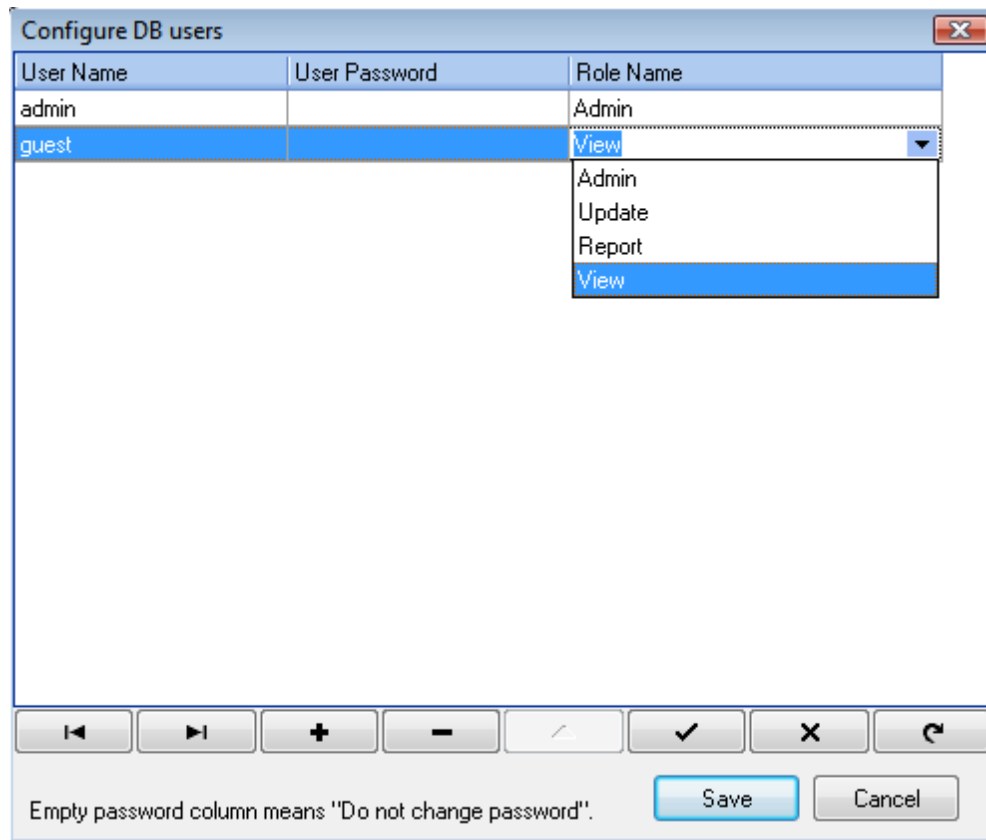 Configure DB users
User Name User Password Role Name
admin Admin
guest View
Admin
Update
Report
View
Save Cancel
Empty password column means "Do not change password".